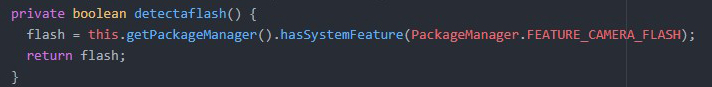 private boolean detectaflash() {
  flash = this.getPackageManager().hasSystemFeature(PackageManager.FEATURE_CAMERA_FLASH);
  return flash;
}